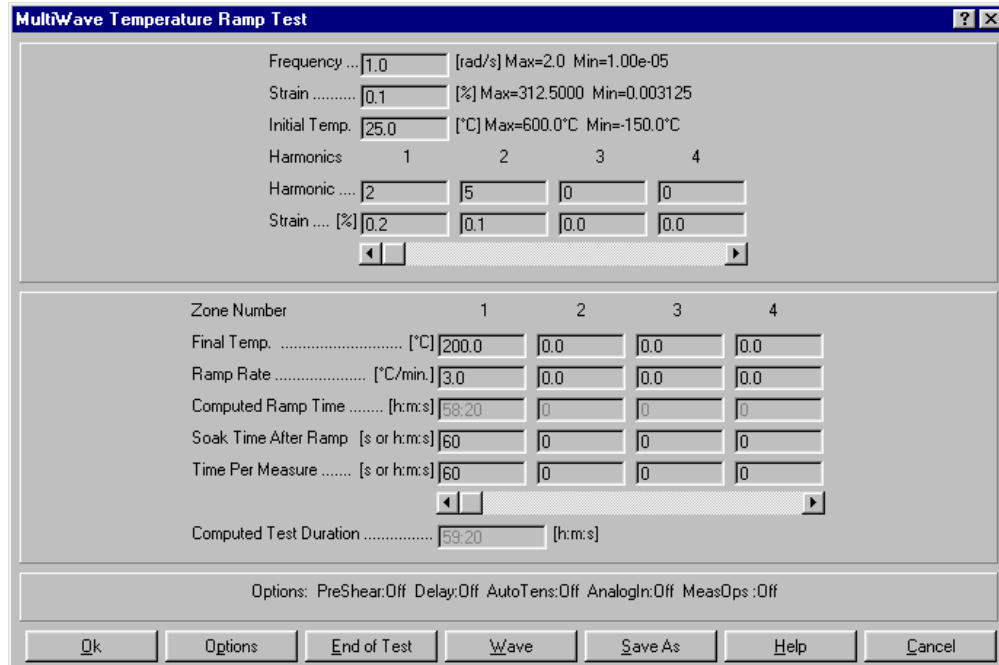 MultiWave Temperature Ramp Test
Frequency ... 1.0 [rad/s] Max=2.0 Min=1.00e-05
Strain .......... 0.1 [%] Max=312.5000 Min=0.003125
Initial Temp. 25.0 [°C] Max=600.0°C Min=-150.0°C
Harmonics 1 2 3 4
Harmonic .... 2 5 0 0
Strain .... [%] 0.2 0.1 0.0 0.0
Zone Number 1 2 3 4
Final Temp. ............................ [°C] 200.0 0.0 0.0 0.0
Ramp Rate ..................... [°C/min.] 3.0 0.0 0.0 0.0
Computed Ramp Time ........ [h:m:s] 58:20 0 0 0
Soak Time After Ramp [s or h:m:s] 60 0 0 0
Time Per Measure ....... [s or h:m:s] 60 0 0 0
Computed Test Duration ................ 59:20 [h:m:s]
Options: PreShear:Off Delay:Off AutoTens:Off AnalogIn:Off MeasOps :Off
Ok Options End of Test Wave Save As Help Cancel